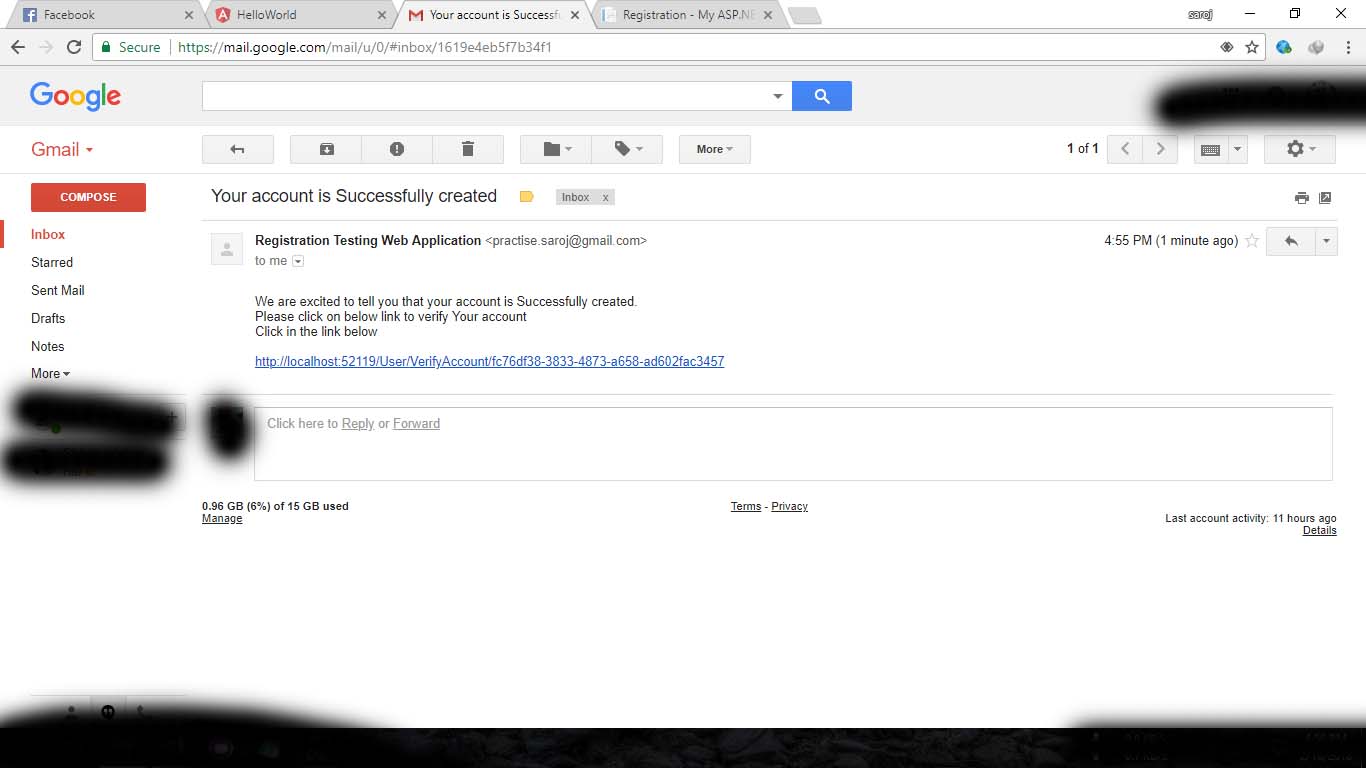 Facebook
HelloWorld
Your account is Successfu
Registration - My ASP.NE
saroj
Secure
https://mail.google.com/mail/u/0/#inbox/1619e4eb5f7b34f1
Google
Gmail
More
1 of 1
COMPOSE
Your account is Successfully created
Inbox x
Inbox
Starred
Sent Mail
Drafts
Notes
More
Registration Testing Web Application <practise.saroj@gmail.com>
4:55 PM (1 minute ago)
to me
We are excited to tell you that your account is Successfully created.
Please click on below link to verify Your account
Click in the link below
http://localhost:52119/User/VerifyAccount/fc76df38-3833-4873-a658-ad602fac3457
Click here to Reply or Forward
0.96 GB (6%) of 15 GB used
Manage
Terms - Privacy
Last account activity: 11 hours ago
Details